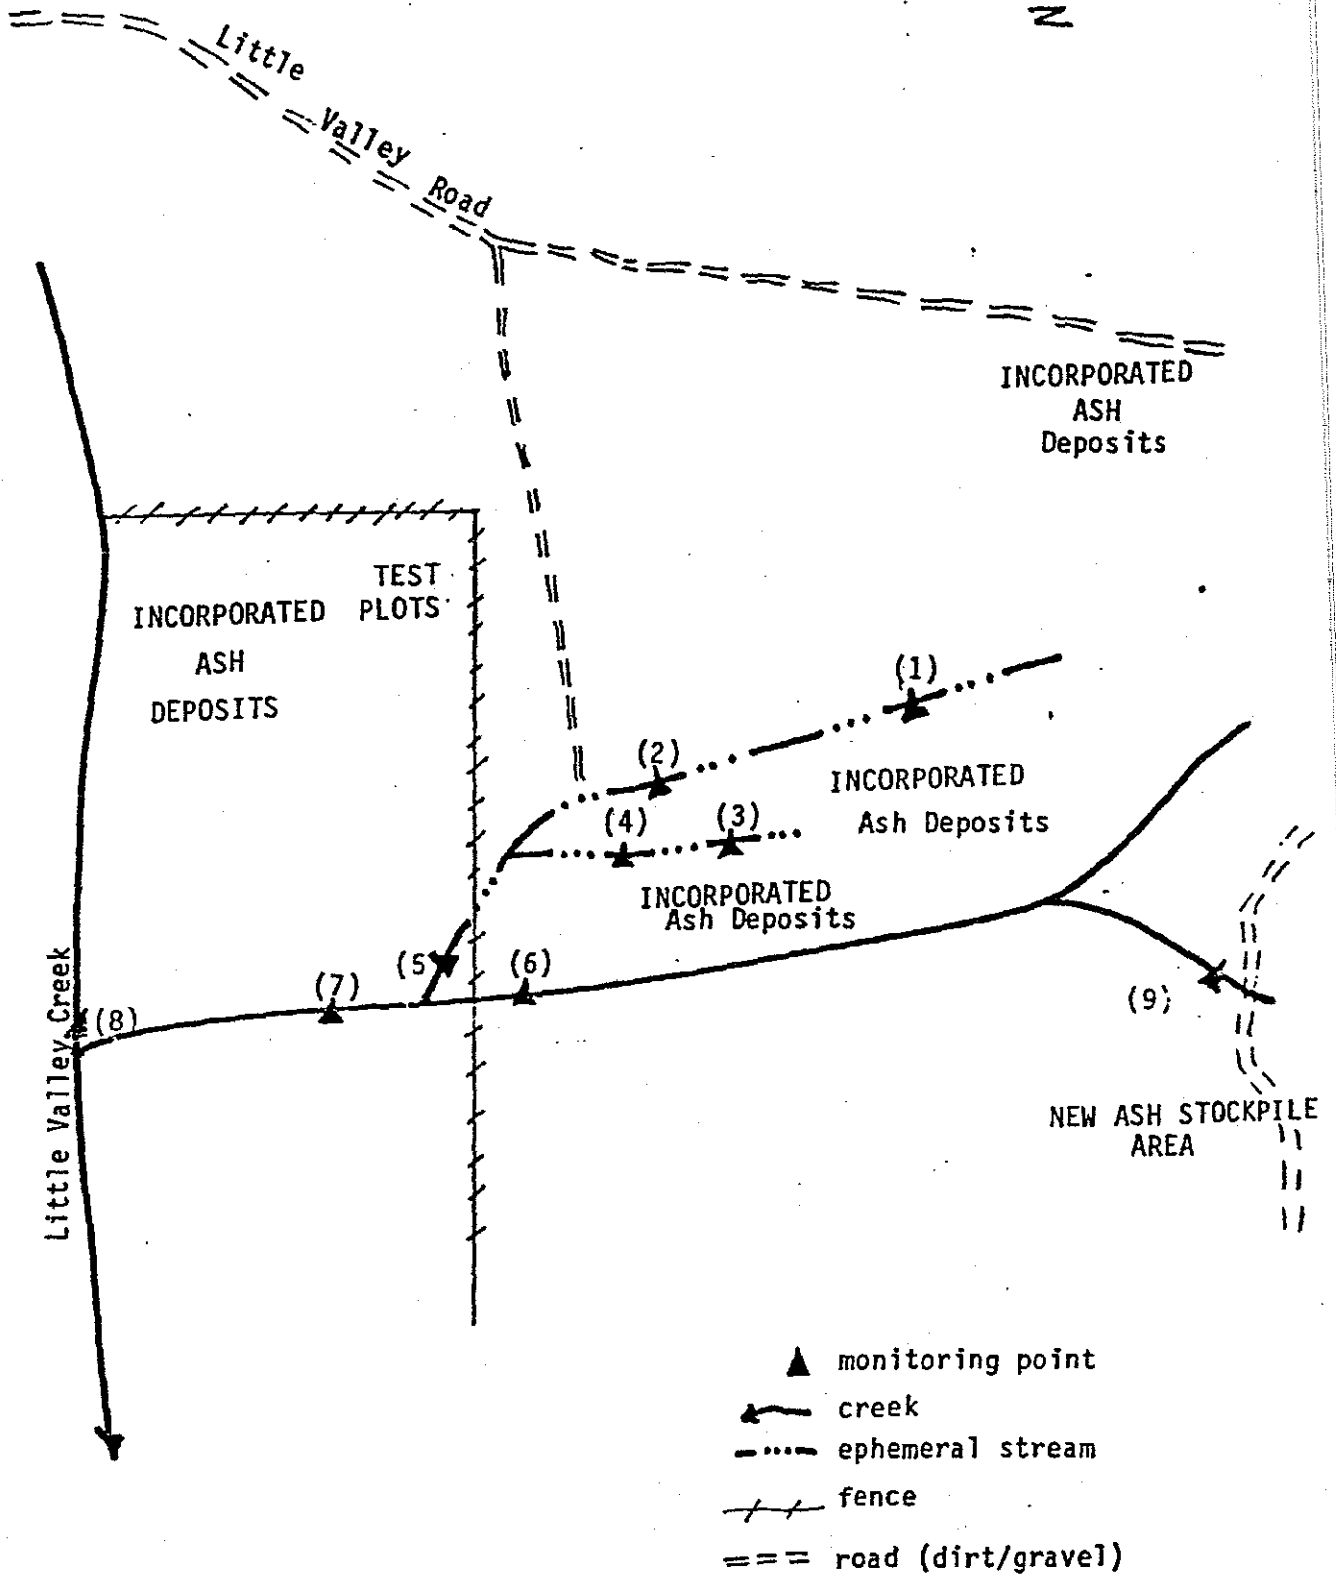 N
Little
Valley
Road
INCORPORATED
ASH
Deposits
TEST
PLOTS
INCORPORATED
ASH
DEPOSITS
(1)
(2)
INCORPORATED
Ash Deposits
(4)
(3)
INCORPORATED
Ash Deposits
(5)
(6)
(7)
(8)
(9)
Little Valley Creek
NEW ASH STOCKPILE
AREA
monitoring point
creek
ephemeral stream
fence
road (dirt/gravel)